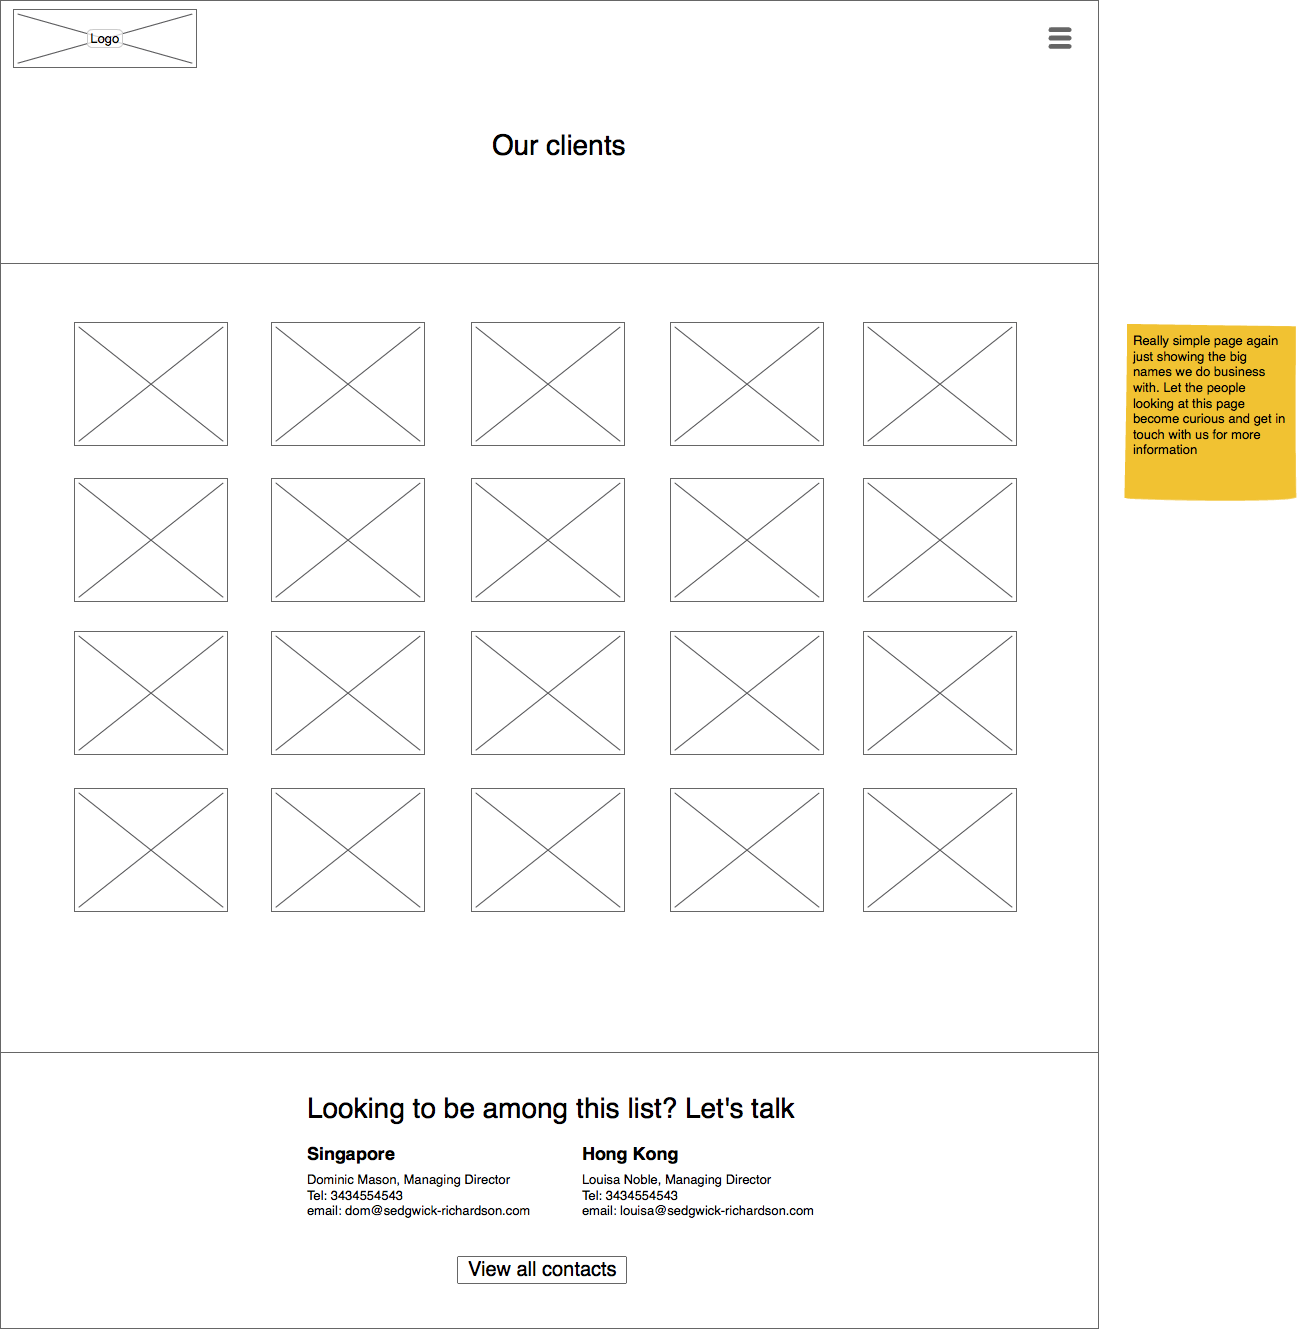 Logo
Our clients
Really simple page again
just showing the big
names we do business
with. Let the people
looking at this page
become curious and get in
touch with us for more
information
Looking to be among this list? Let's talk
Singapore
Dominic Mason, Managing Director
Tel: 3434554543
email: dom@sedgwick-richardson.com
Hong Kong
Louisa Noble, Managing Director
Tel: 3434554543
email: louisa@sedgwick-richardson.com
View all contacts